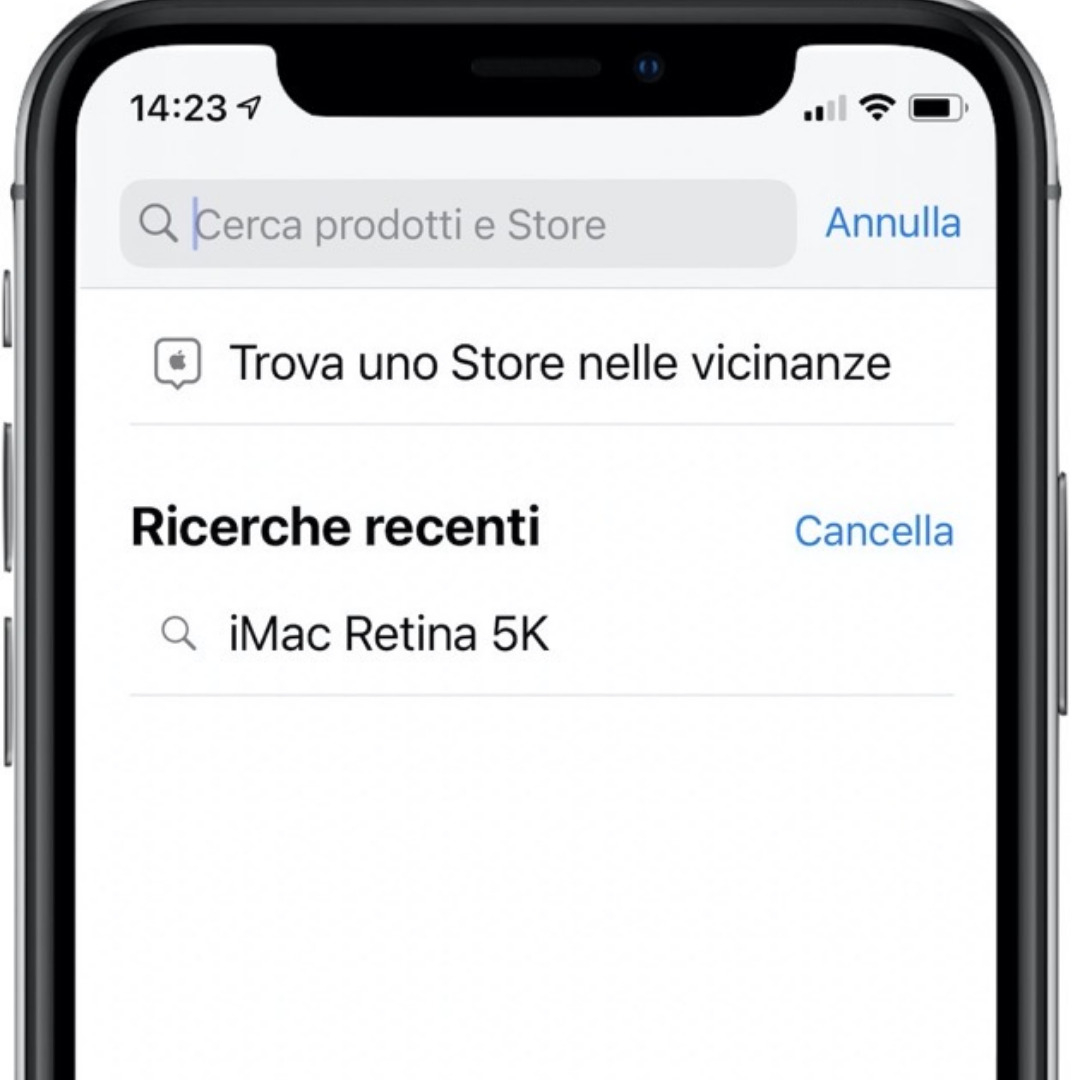 14:23
Cerca prodotti e Store
Annulla
Trova uno Store nelle vicinanze
Ricerche recenti
Cancella
iMac Retina 5K